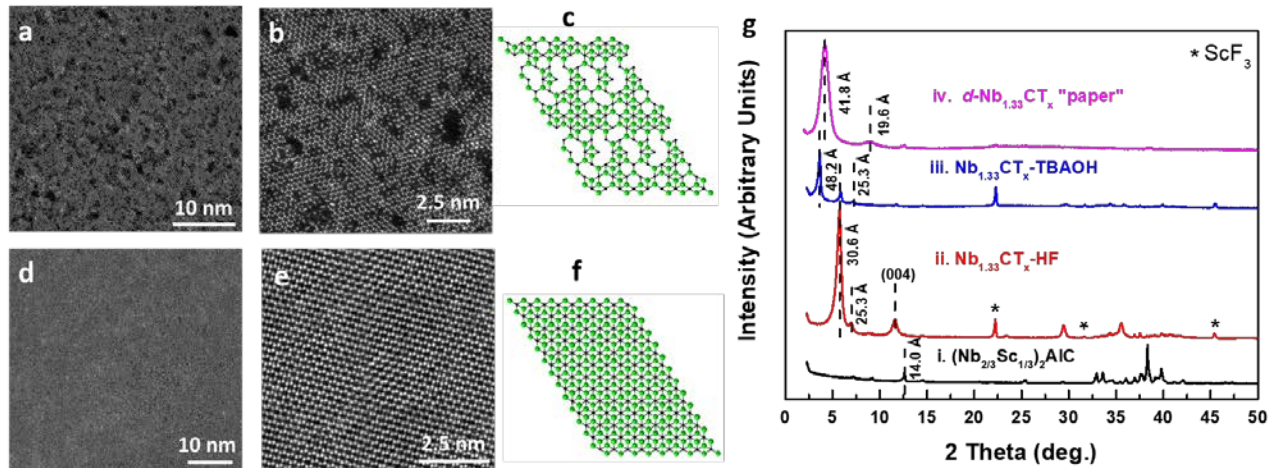 a
10 nm
b
2.5 nm
c
d
10 nm
e
2.5 nm
f
g
* ScF3
iv. d-Nb1.33CTx "paper"
41.8 Å
19.6 Å
iii. Nb1.33CTx-TBAOH
48.2 Å
25.3 Å
ii. Nb1.33CTx-HF
30.6 Å
25.3 Å
(004)
*
*
*
i. (Nb2/3Sc1/3)2AlC
14.0 Å
Intensity (Arbitrary Units)
0 5 10 15 20 25 30 35 40 45 50
2 Theta (deg.)